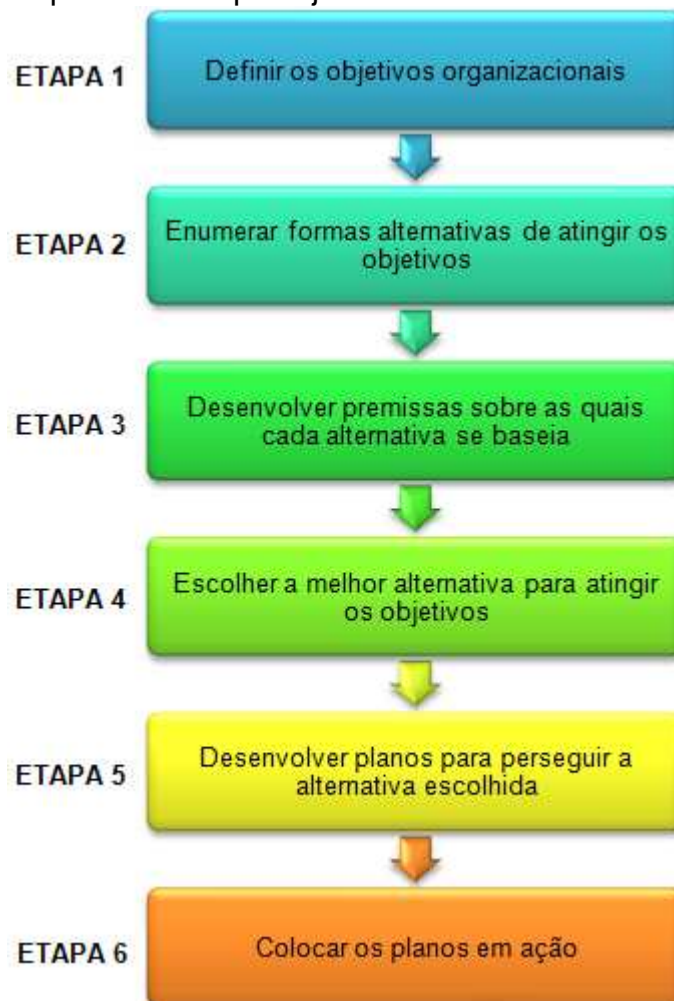 ETAPA 1
Definir os objetivos organizacionais
ETAPA 2
Enumerar formas alternativas de atingir os
objetivos
ETAPA 3
Desenvolver premissas sobre as quais
cada alternativa se baseia
ETAPA 4
Escolher a melhor alternativa para atingir
os objetivos
ETAPA 5
Desenvolver planos para perseguir a
alternativa escolhida
ETAPA 6
Colocar os planos em ação